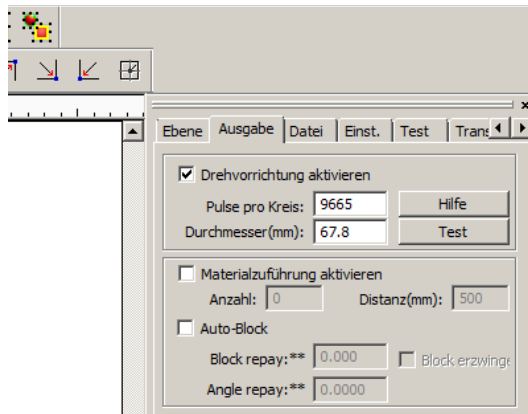 Ebene Ausgabe Datei Einst. Test Trans
Drehvorrichtung aktivieren
Pulse pro Kreis: 9665 Hilfe
Durchmesser(mm): 67.8 Test
Materialzuführung aktivieren
Anzahl: 0 Distanz(mm): 500
Auto-Block
Block repay:** 0.000 Block erzwinge
Angle repay:** 0.0000